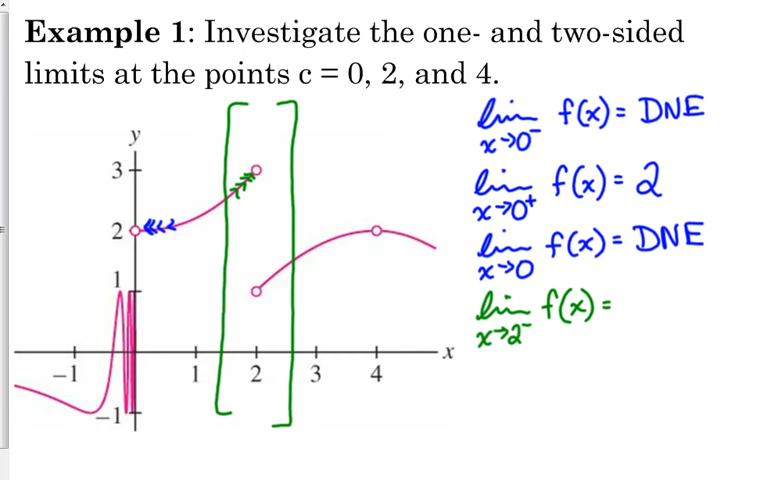 Example 1: Investigate the one- and two-sided
limits at the points c = 0, 2, and 4.
lim x→0⁻ f(x) = DNE
lim x→0⁺ f(x) = 2
lim x→0 f(x) = DNE
lim x→2⁻ f(x) =
y
3
2
1
−1 1 2 3 4 x
−1